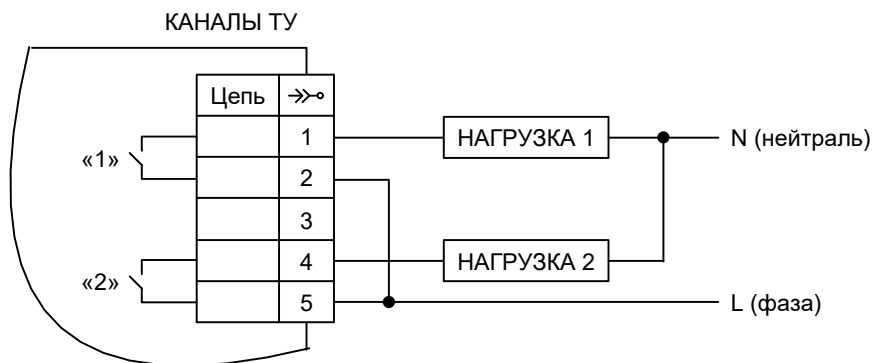 КАНАЛЫ ТУ
Цепь
1 НАГРУЗКА 1 N (нейтраль)
«1»
2
3
4 НАГРУЗКА 2
«2»
5 L (фаза)